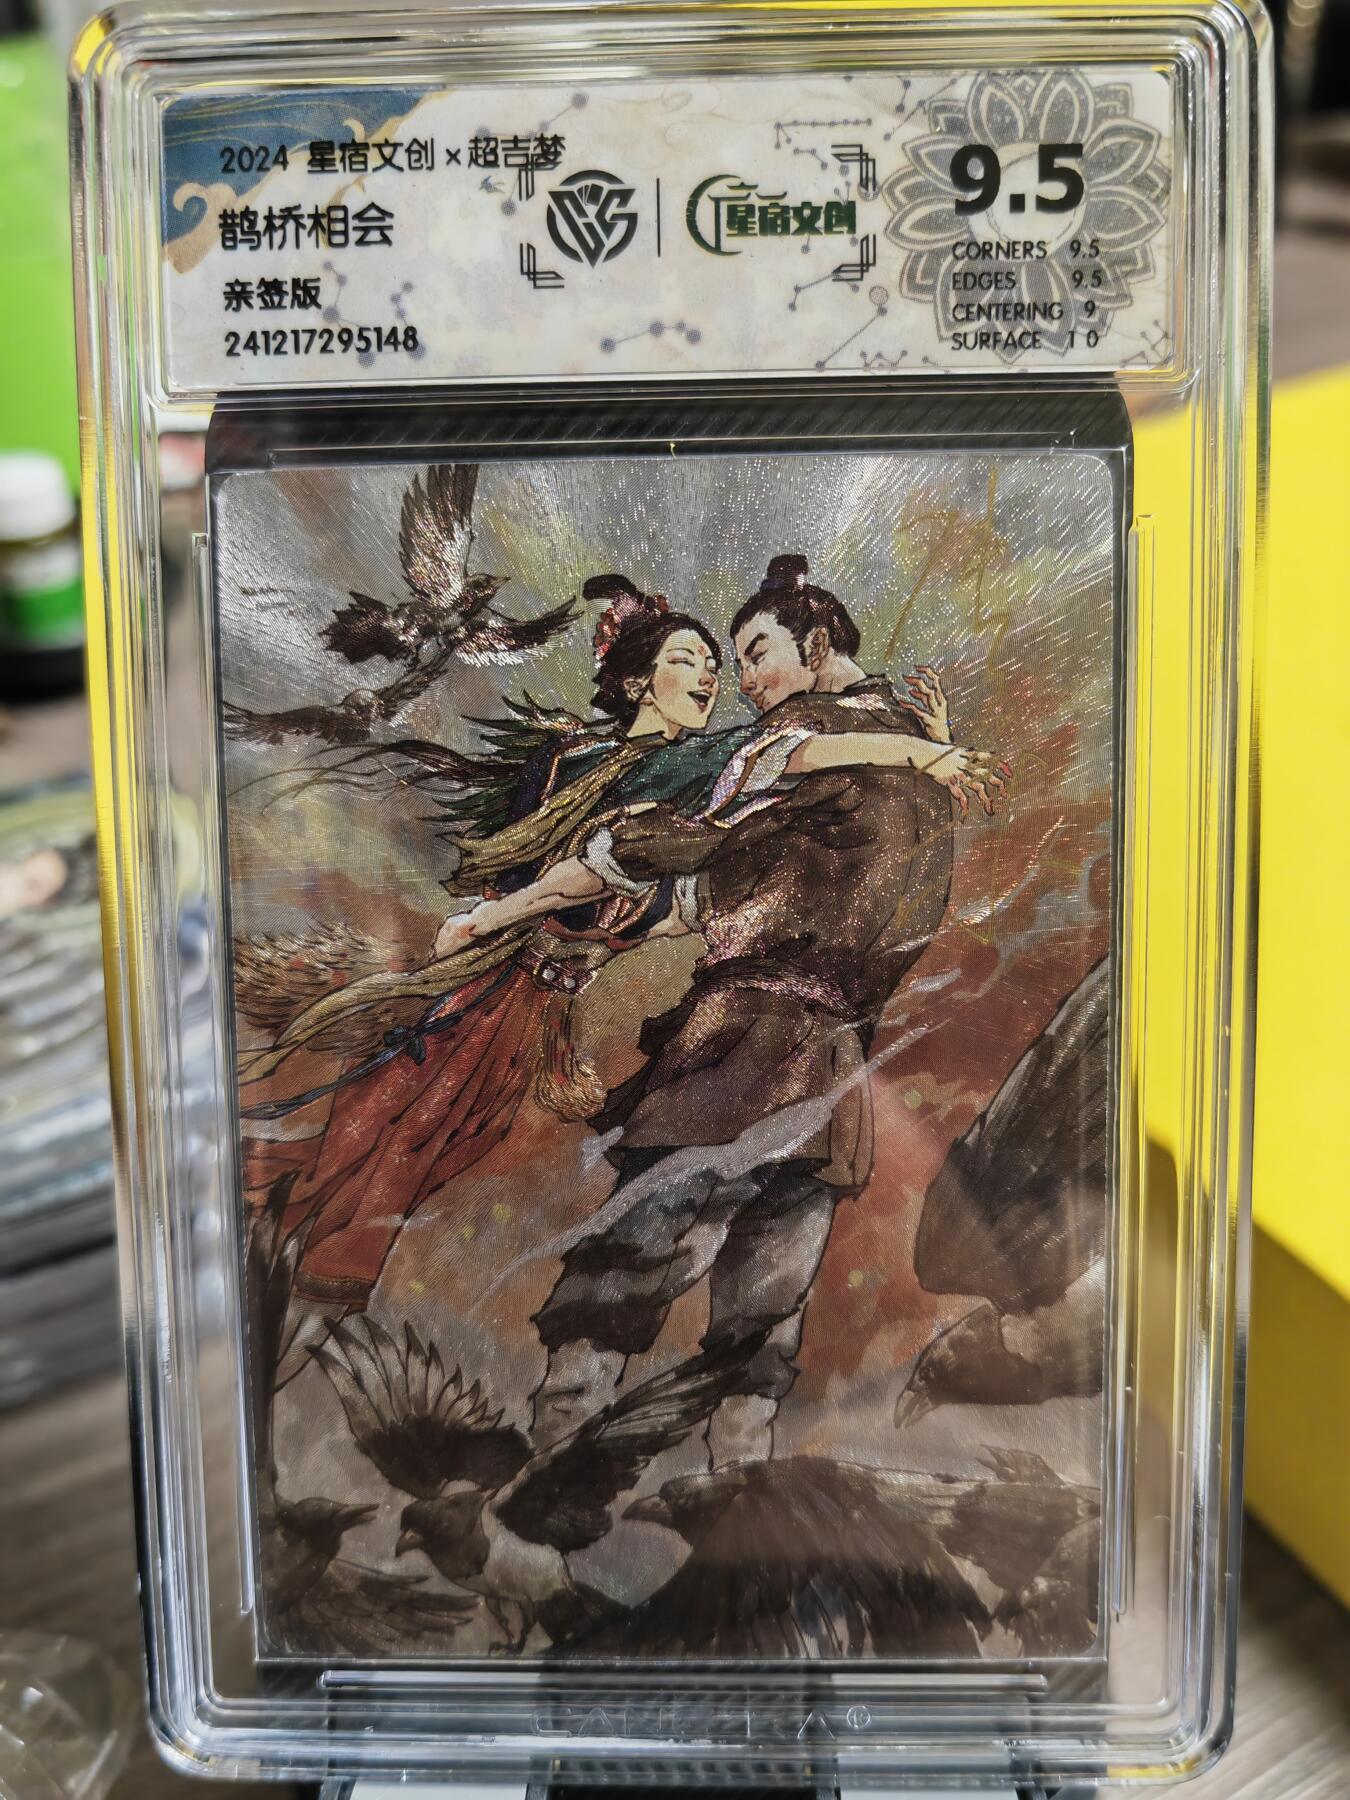 2024 星宿文创×超吉梦
鹊桥相会
亲签版
241217295148
CCS
星宿文创
9.5
CORNERS 9.5
EDGES 9.5
CENTERING 9
SURFACE 10